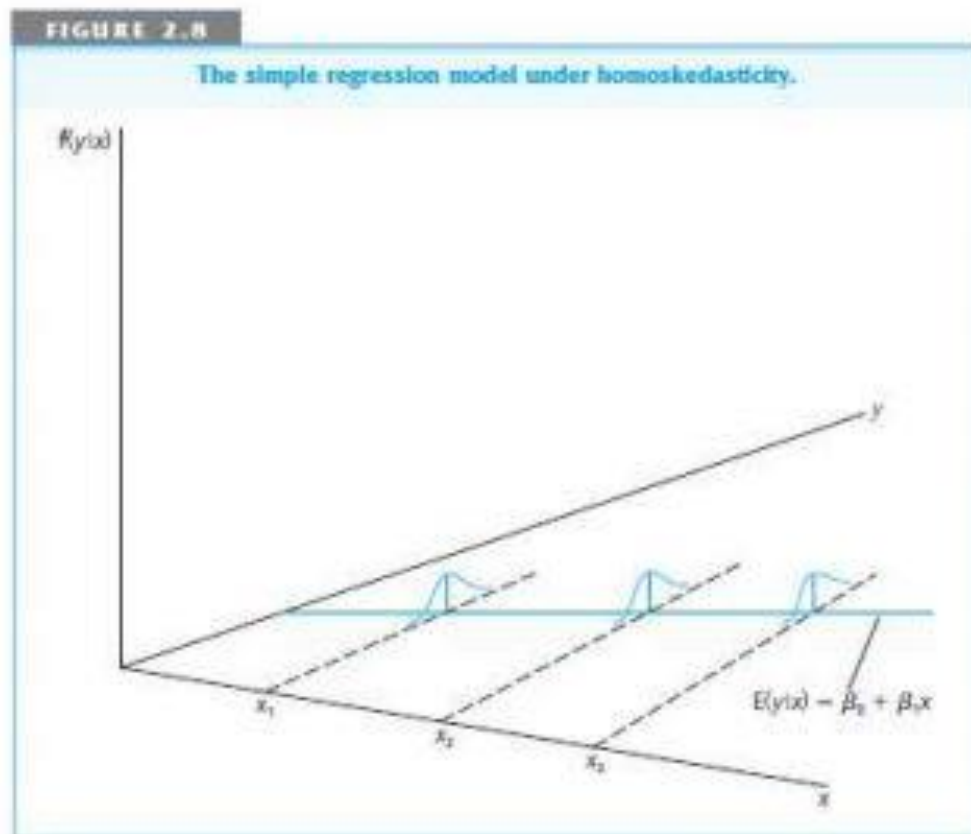 FIGURE 2.8
The simple regression model under homoskedasticity.
f(y|x)
y
x₁
x₂
x₃
E(y|x) = β₀ + β₁x
x